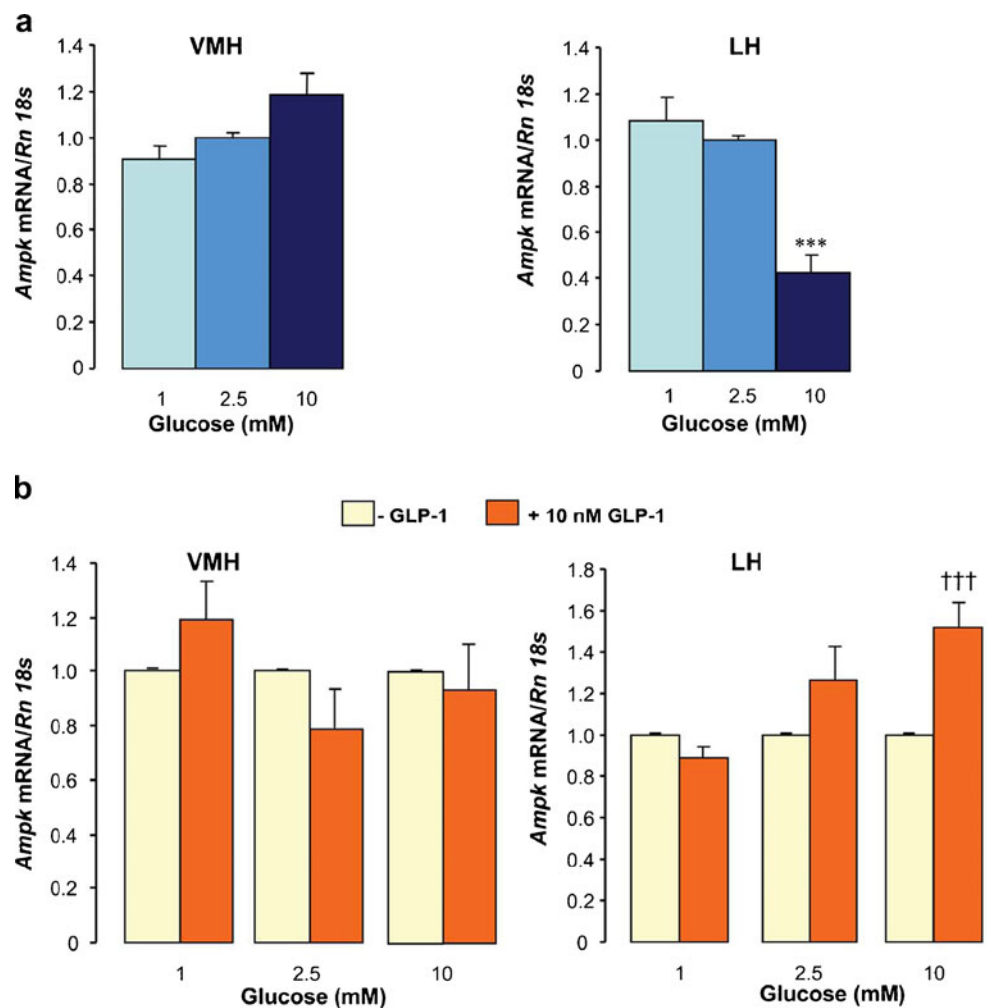 a
VMH
Ampk mRNA/Rn 18s
1.4
1.2
1.0
0.8
0.6
0.4
0.2
0
1 2.5 10
Glucose (mM)
LH
Ampk mRNA/Rn 18s
1.4
1.2
1.0
0.8
0.6
0.4
0.2
0
***
1 2.5 10
Glucose (mM)
b
- GLP-1 + 10 nM GLP-1
VMH
Ampk mRNA/Rn 18s
1.4
1.2
1.0
0.8
0.6
0.4
0.2
0
1 2.5 10
Glucose (mM)
LH
Ampk mRNA/Rn 18s
1.8
1.6
1.4
1.2
1.0
0.8
0.6
0.4
0.2
0
†††
1 2.5 10
Glucose (mM)